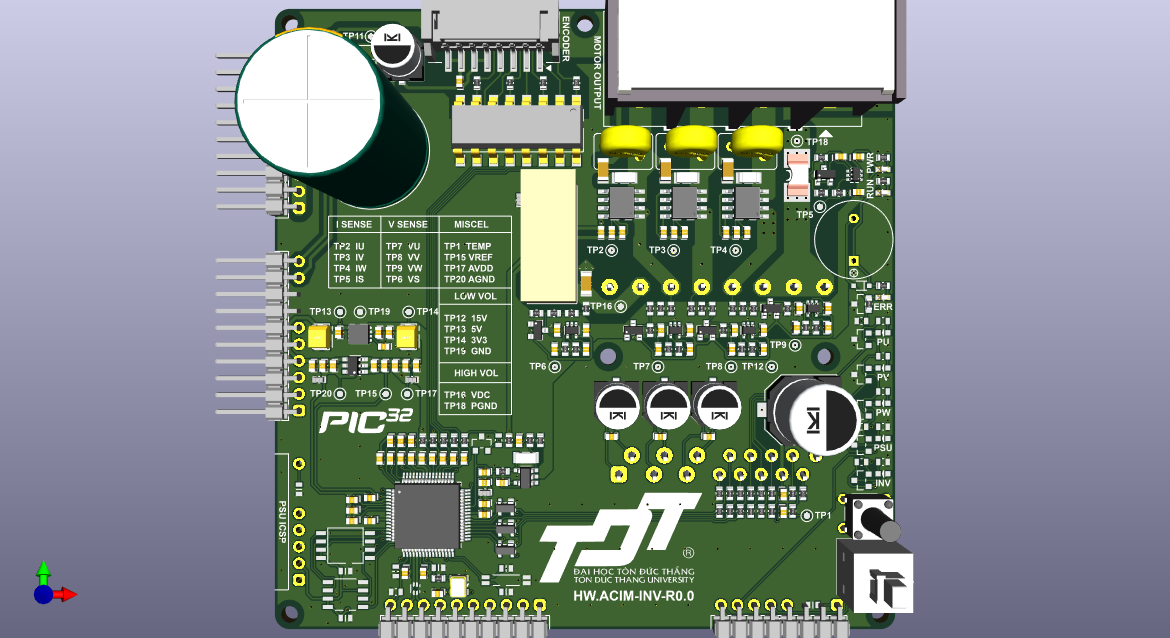 TP11
ENCODER
MOTOR OUTPUT
TP18
RUN PWR
TP5
I SENSE V SENSE MISCEL
TP2 IU TP7 VU TP1 TEMP
TP3 IV TP8 VV TP15 VREF
TP4 IW TP9 VW TP17 AVDD
TP5 IS TP6 VS TP20 AGND
LOW VOL
TP12 15V
TP13 5V
TP14 3V3
TP19 GND
HIGH VOL
TP16 VDC
TP18 PGND
TP2 TP3 TP4
TP16
TP13 TP19 TP14
ERR
TP9
PU
TP6 TP7 TP8 TP12
PV
TP20 TP15 TP17
PW
PIC32
PSU
INV
PSU ICSP
TP1
TDT
®
ĐẠI HỌC TÔN ĐỨC THẮNG
TON DUC THANG UNIVERSITY
HW.ACIM-INV-R0.0